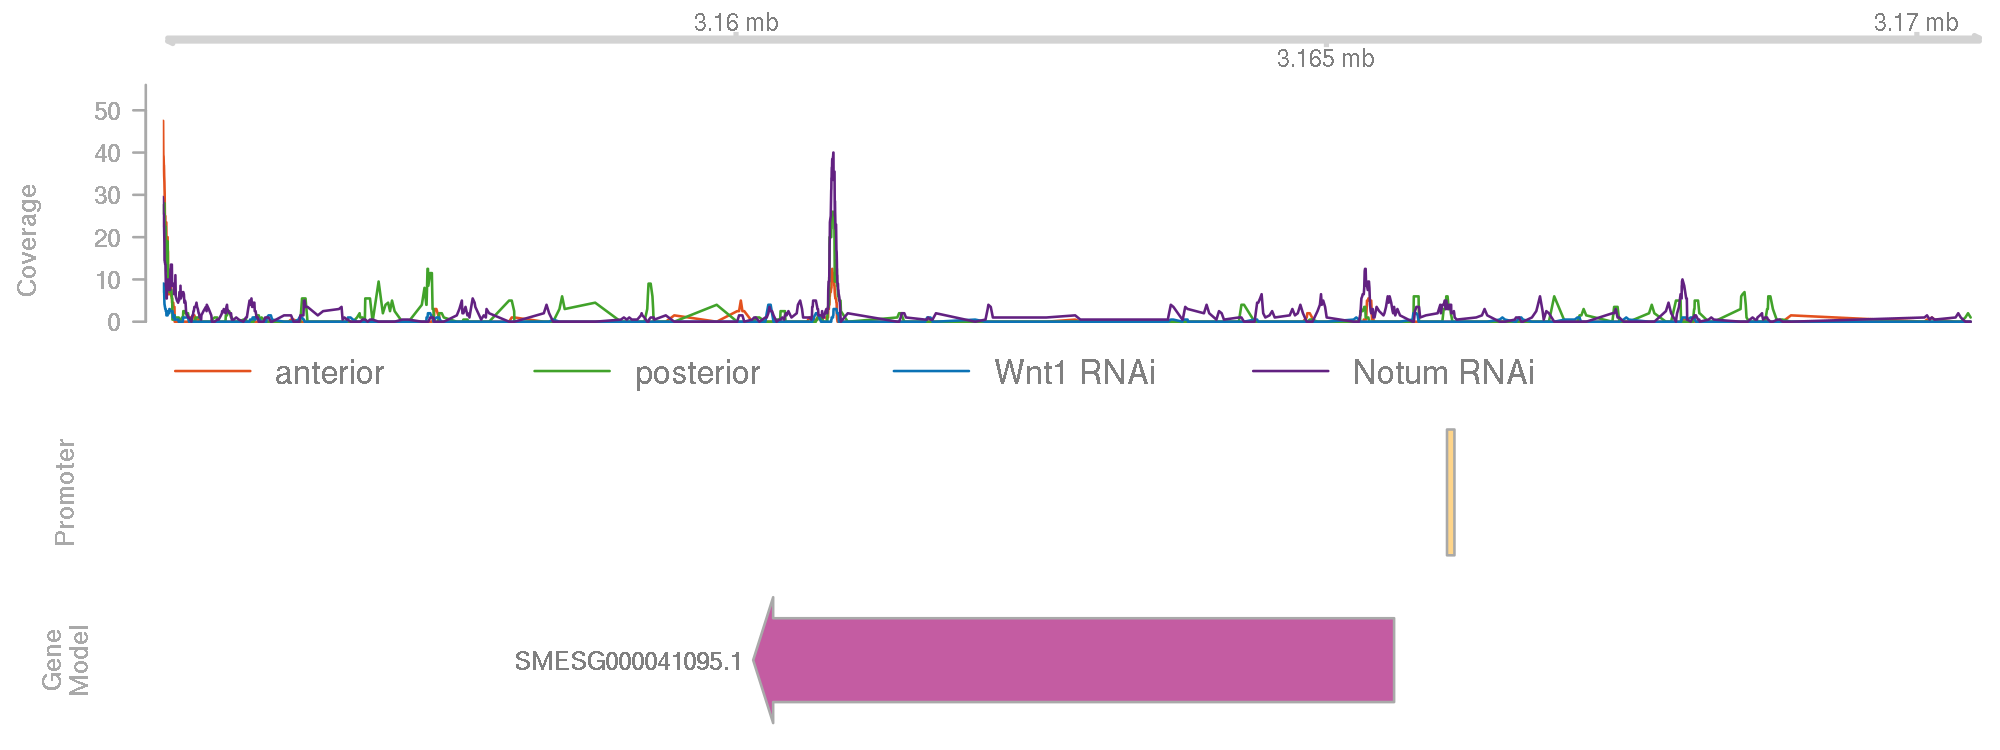 3.16 mb
3.17 mb
3.165 mb
50
40
30
20
10
0
Coverage
anterior posterior Wnt1 RNAi Notum RNAi
Promoter
Gene
Model
SMESG000041095.1